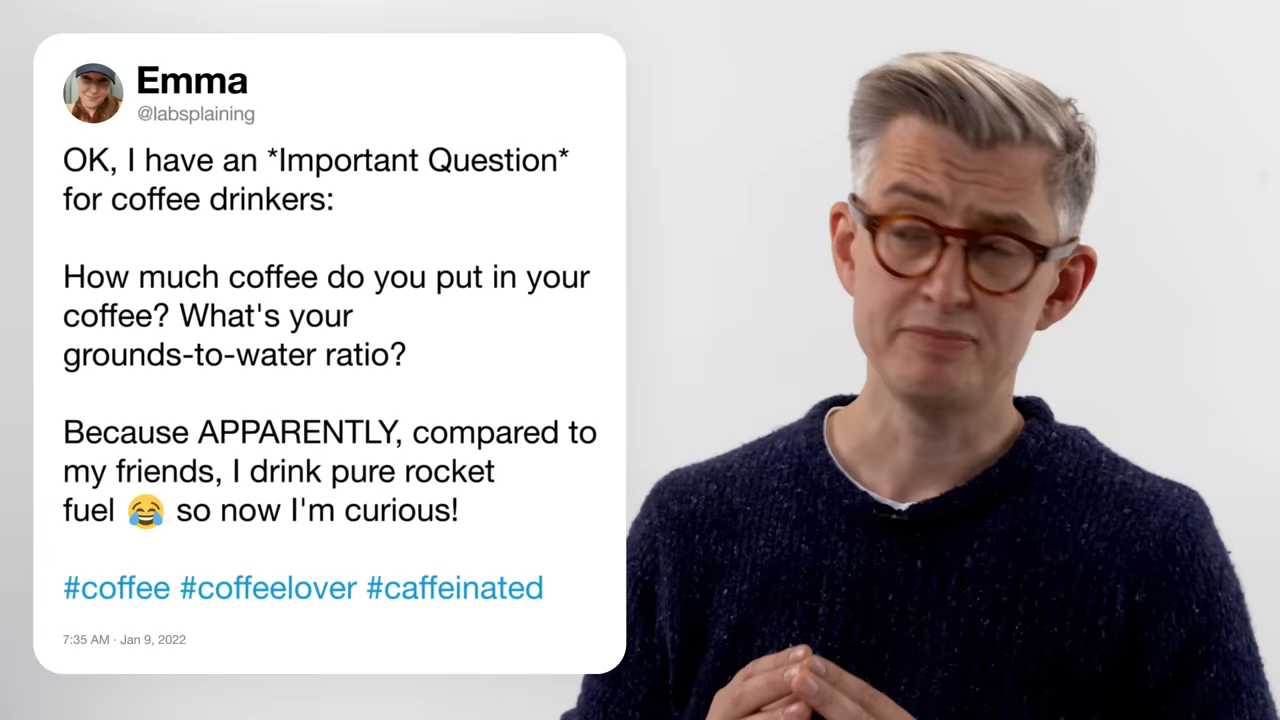 Emma
@labsplaining
OK, I have an *Important Question*
for coffee drinkers:
How much coffee do you put in your
coffee? What's your
grounds-to-water ratio?
Because APPARENTLY, compared to
my friends, I drink pure rocket
fuel 😂 so now I'm curious!
#coffee #coffeelover #caffeinated
7:35 AM · Jan 9, 2022